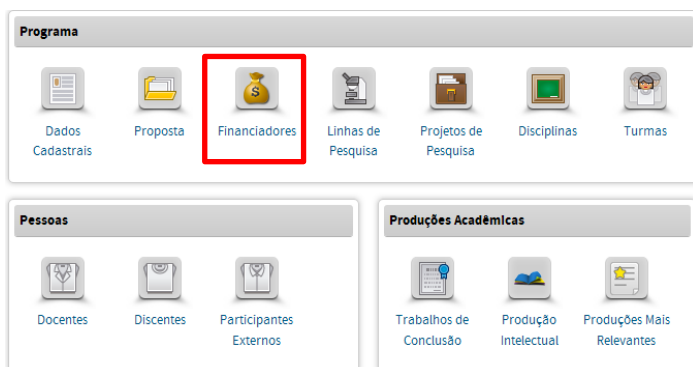 Programa
Dados Cadastrais
Proposta
Financiadores
Linhas de Pesquisa
Projetos de Pesquisa
Disciplinas
Turmas
Pessoas
Docentes
Discentes
Participantes Externos
Produções Acadêmicas
Trabalhos de Conclusão
Produção Intelectual
Produções Mais Relevantes